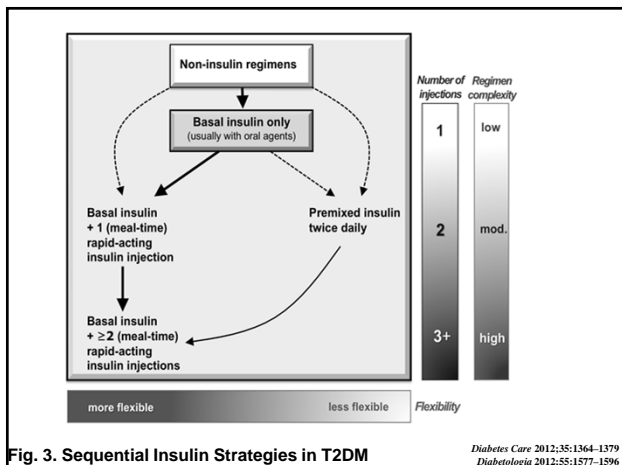 Non-insulin regimens
Number of
injections
Regimen
complexity
Basal insulin only
(usually with oral agents)
1
low
Basal insulin
+ 1 (meal-time)
rapid-acting
insulin injection
Premixed insulin
twice daily
2
mod.
Basal insulin
+ ≥2 (meal-time)
rapid-acting
insulin injections
3+
high
more flexible
less flexible
Flexibility
Fig. 3. Sequential Insulin Strategies in T2DM
Diabetes Care 2012;35:1364–1379
Diabetologia 2012;55:1577–1596